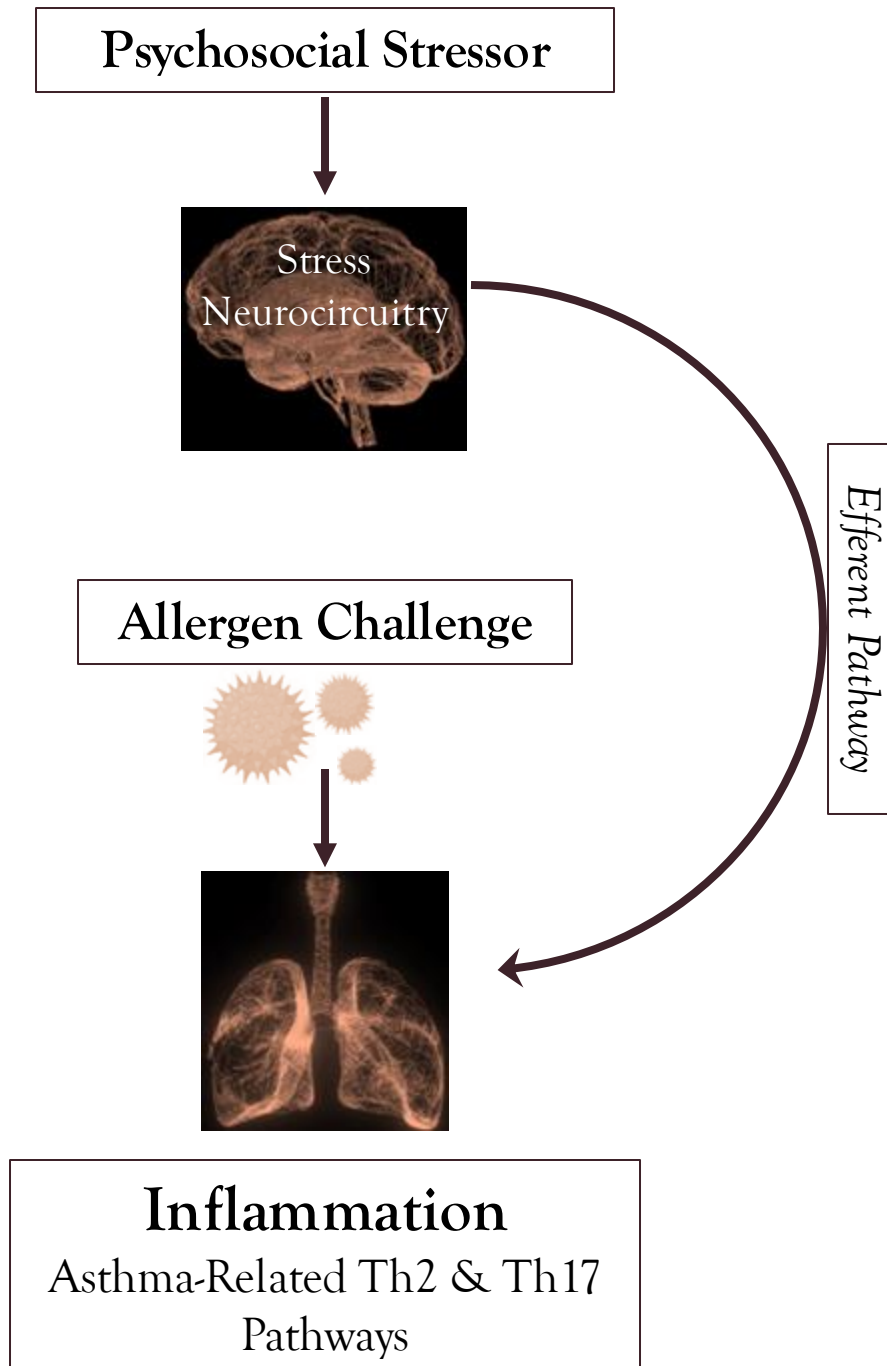 Psychosocial Stressor
Stress
Neurocircuitry
Efferent Pathway
Allergen Challenge
Inflammation
Asthma-Related Th2 & Th17
Pathways